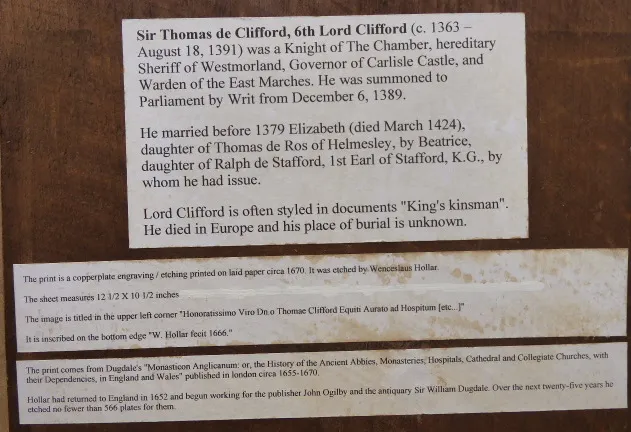 Sir Thomas de Clifford, 6th Lord Clifford (c. 1363 –
August 18, 1391) was a Knight of The Chamber, hereditary
Sheriff of Westmorland, Governor of Carlisle Castle, and
Warden of the East Marches. He was summoned to
Parliament by Writ from December 6, 1389.
He married before 1379 Elizabeth (died March 1424),
daughter of Thomas de Ros of Helmesley, by Beatrice,
daughter of Ralph de Stafford, 1st Earl of Stafford, K.G., by
whom he had issue.
Lord Clifford is often styled in documents "King's kinsman".
He died in Europe and his place of burial is unknown.
The print is a copperplate engraving / etching printed on laid paper circa 1670. It was etched by Wenceslaus Hollar.
The sheet measures 12 1/2 X 10 1/2 inches
The image is titled in the upper left corner "Honoratissimo Viro Dn.o Thomae Clifford Equiti Aurato ad Hospitum [etc...]"
It is inscribed on the bottom edge "W. Hollar fecit 1666."
The print comes from Dugdale's "Monasticon Anglicanum: or, the History of the Ancient Abbies, Monasteries, Hospitals, Cathedral and Collegiate Churches, with
their Dependencies, in England and Wales" published in london circa 1655-1670.
Hollar had returned to England in 1652 and begun working for the publisher John Ogilby and the antiquary Sir William Dugdale. Over the next twenty-five years he
etched no fewer than 566 plates for them.